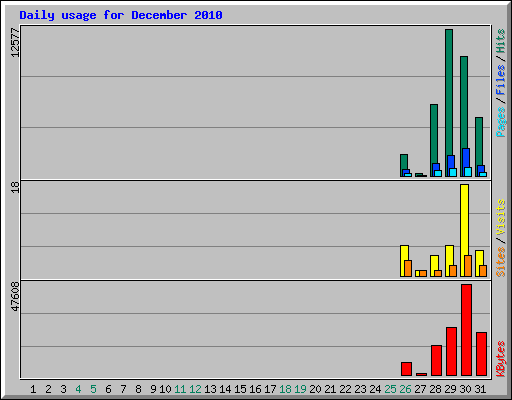 Daily usage for December 2010
12577
Pages / Files / Hits
18
Sites / Visits
47608
KBytes
1 2 3 4 5 6 7 8 9 10 11 12 13 14 15 16 17 18 19 20 21 22 23 24 25 26 27 28 29 30 31